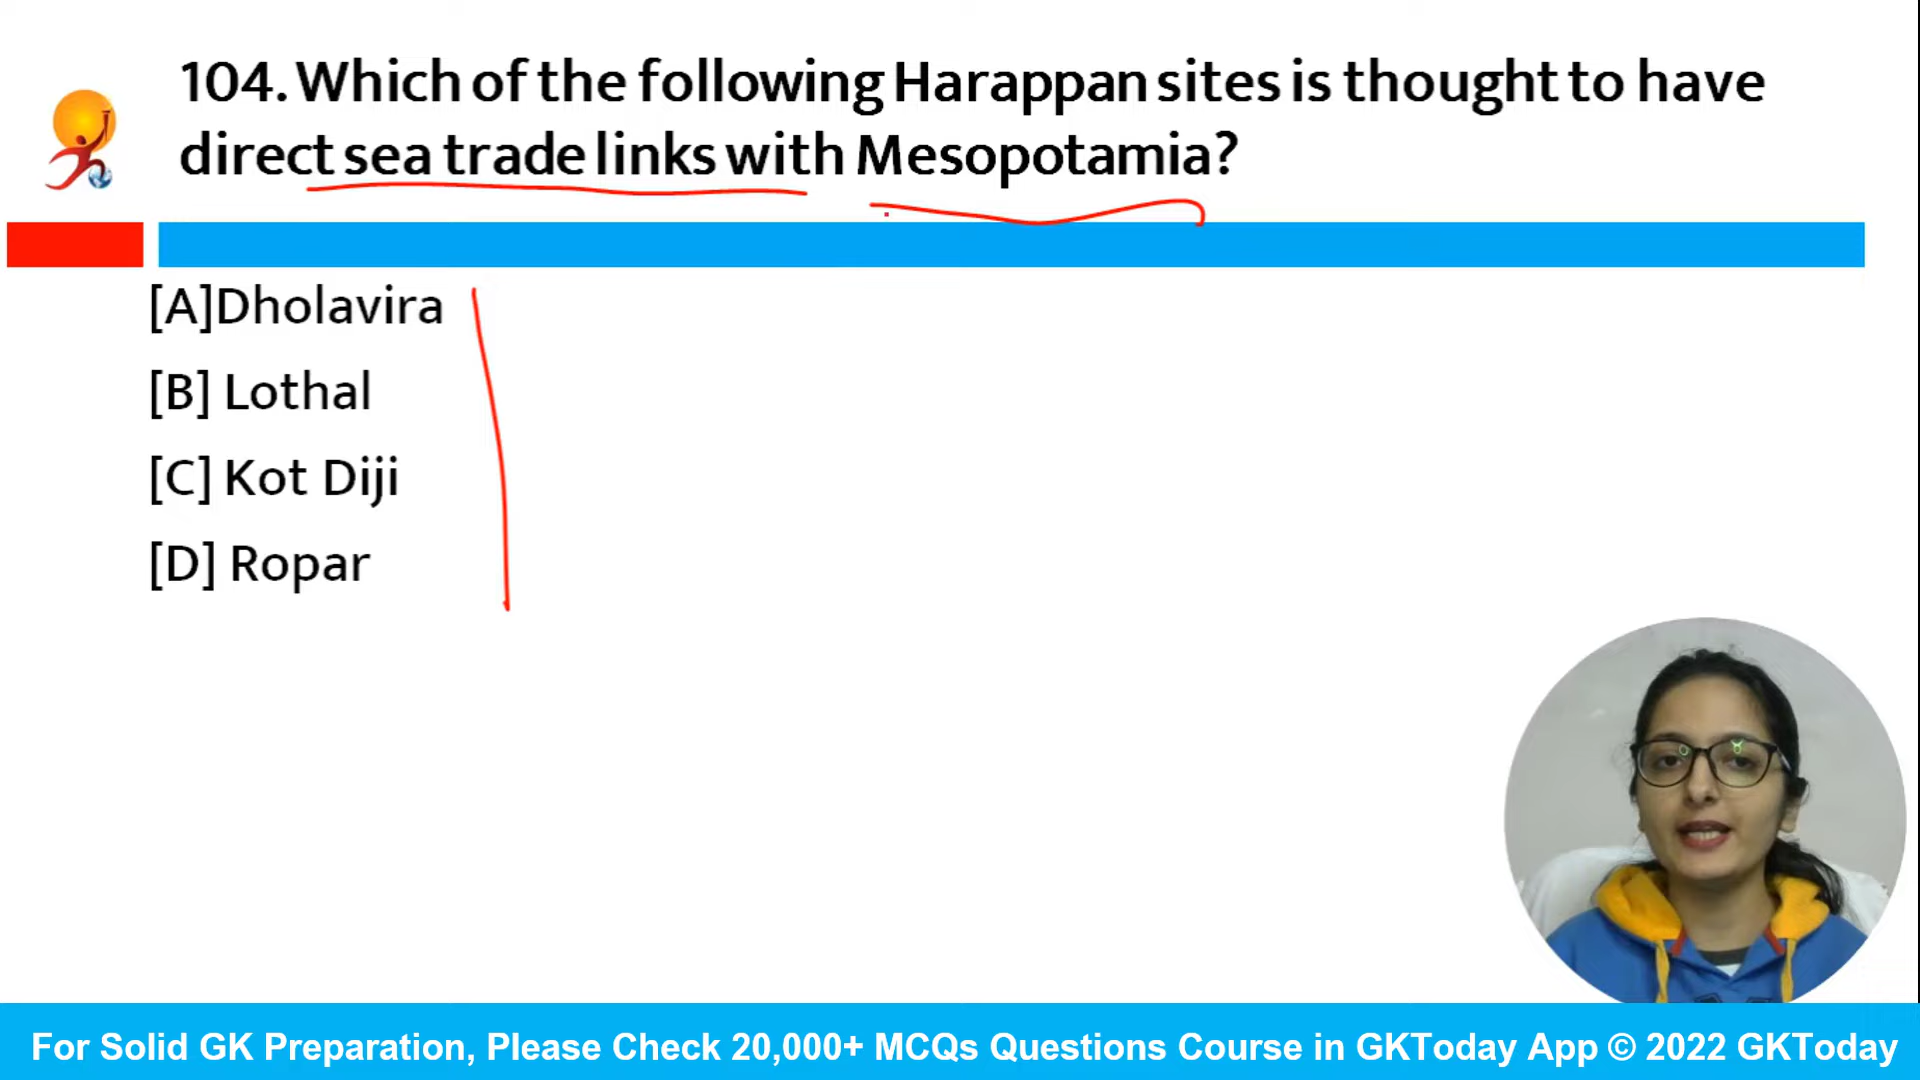 104. Which of the following Harappan sites is thought to have
direct sea trade links with Mesopotamia?
[A]Dholavira
[B] Lothal
[C] Kot Diji
[D] Ropar
For Solid GK Preparation, Please Check 20,000+ MCQs Questions Course in GKToday App © 2022 GKToday